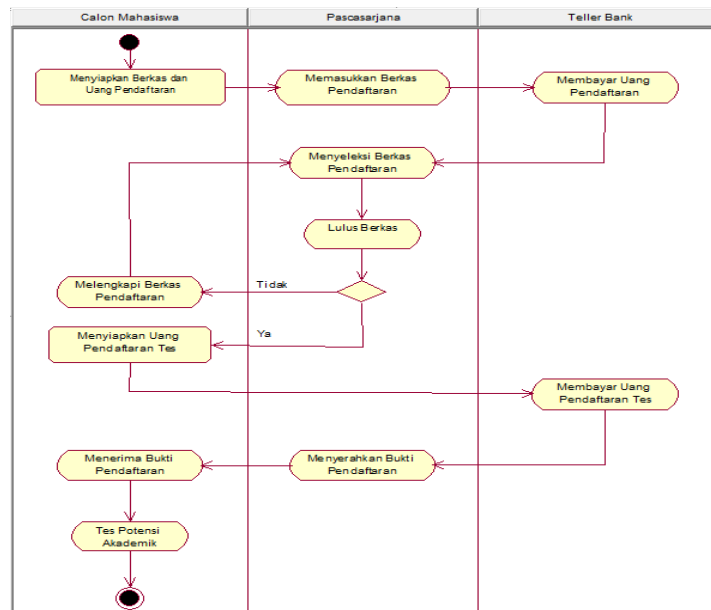 Calon Mahasiswa
Pascasarjana
Teller Bank
Menyiapkan Berkas dan
Uang Pendaftaran
Memasukkan Berkas
Pendaftaran
Membayar Uang
Pendaftaran
Menyeleksi Berkas
Pendaftaran
Lulus Berkas
Melengkapi Berkas
Pendaftaran
Tidak
Menyiapkan Uang
Pendaftaran Tes
Ya
Membayar Uang
Pendaftaran Tes
Menerima Bukti
Pendaftaran
Menyerahkan Bukti
Pendaftaran
Tes Potensi
Akademik